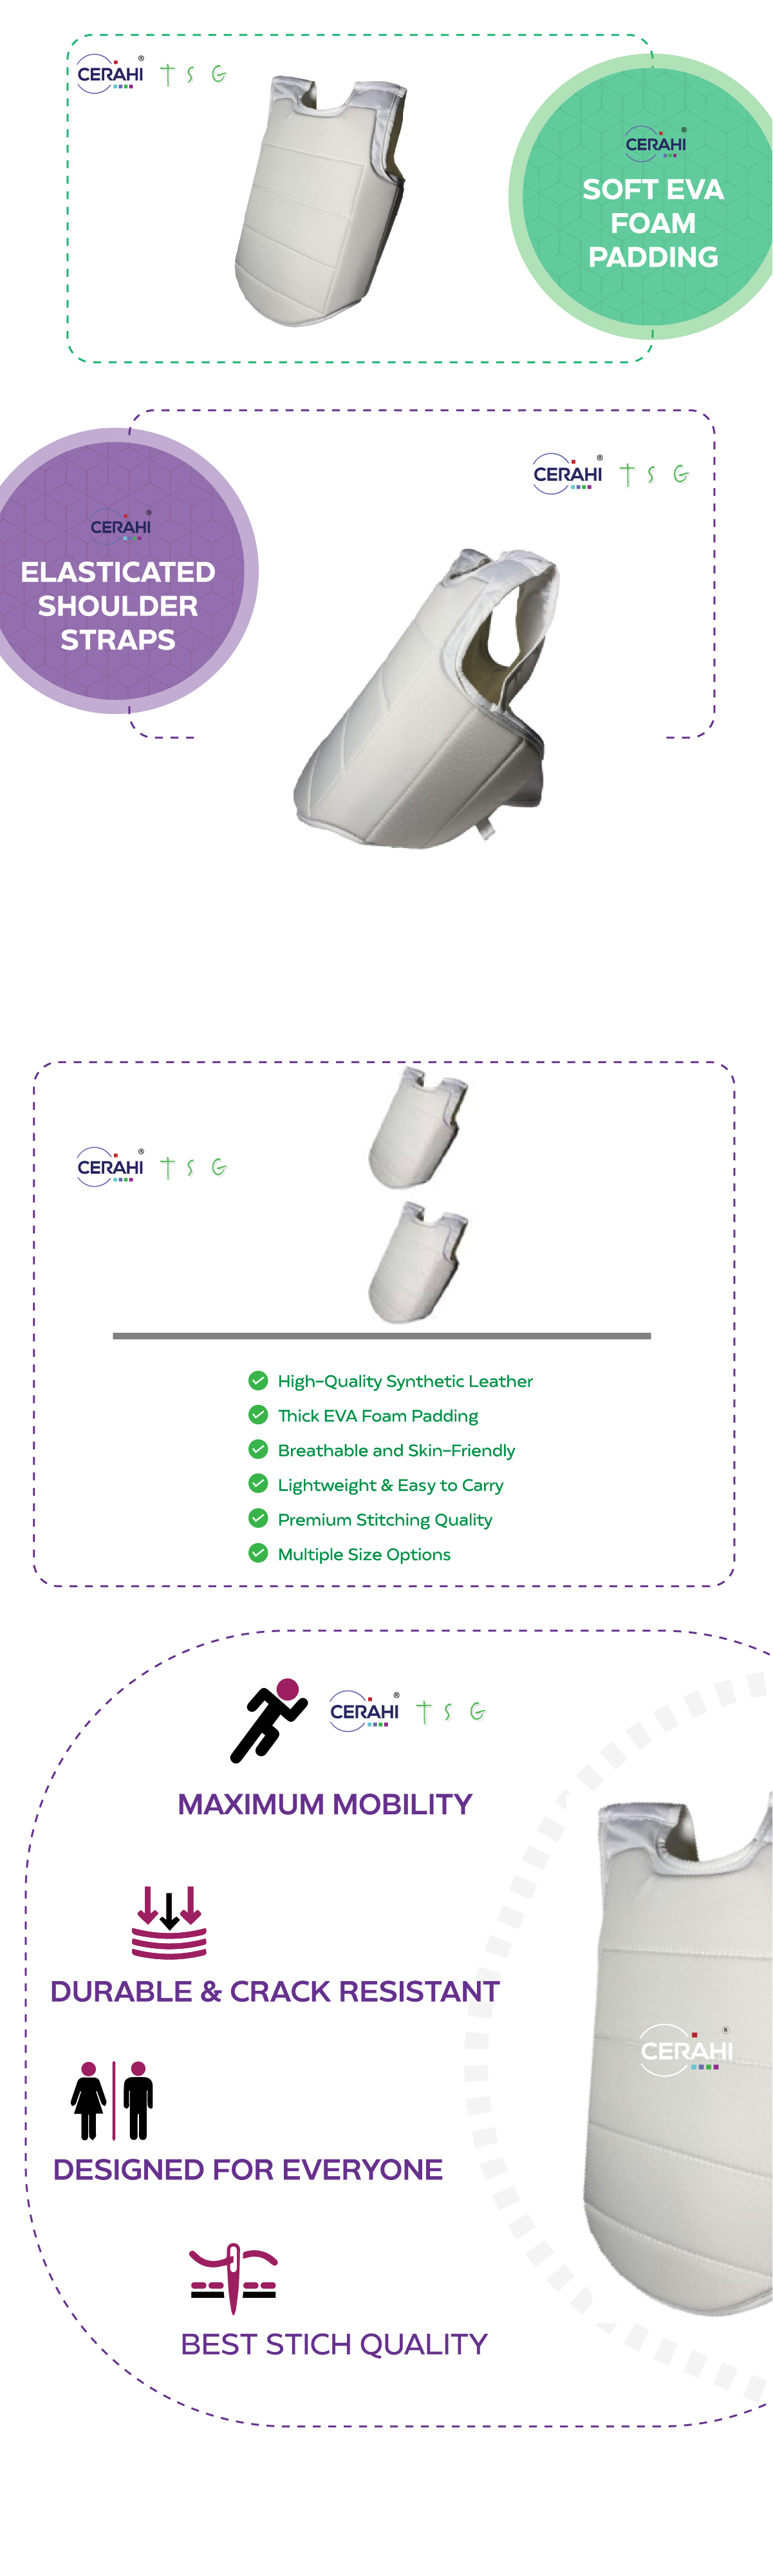 CERAHI ® T S G
CERAHI ®
SOFT EVA
FOAM
PADDING
CERAHI ® T S G
CERAHI ®
ELASTICATED
SHOULDER
STRAPS
CERAHI ® T S G
High-Quality Synthetic Leather
Thick EVA Foam Padding
Breathable and Skin-Friendly
Lightweight & Easy to Carry
Premium Stitching Quality
Multiple Size Options
CERAHI ® T S G
MAXIMUM MOBILITY
DURABLE & CRACK RESISTANT
CERAHI ®
DESIGNED FOR EVERYONE
BEST STICH QUALITY